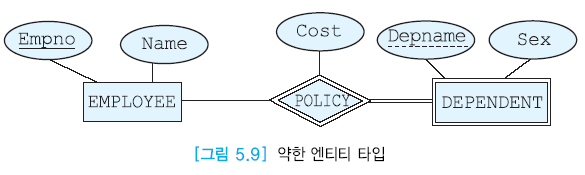 Empno
Name
Cost
Depname
Sex
EMPLOYEE
POLICY
DEPENDENT
[그림 5.9] 약한 엔티티 타입